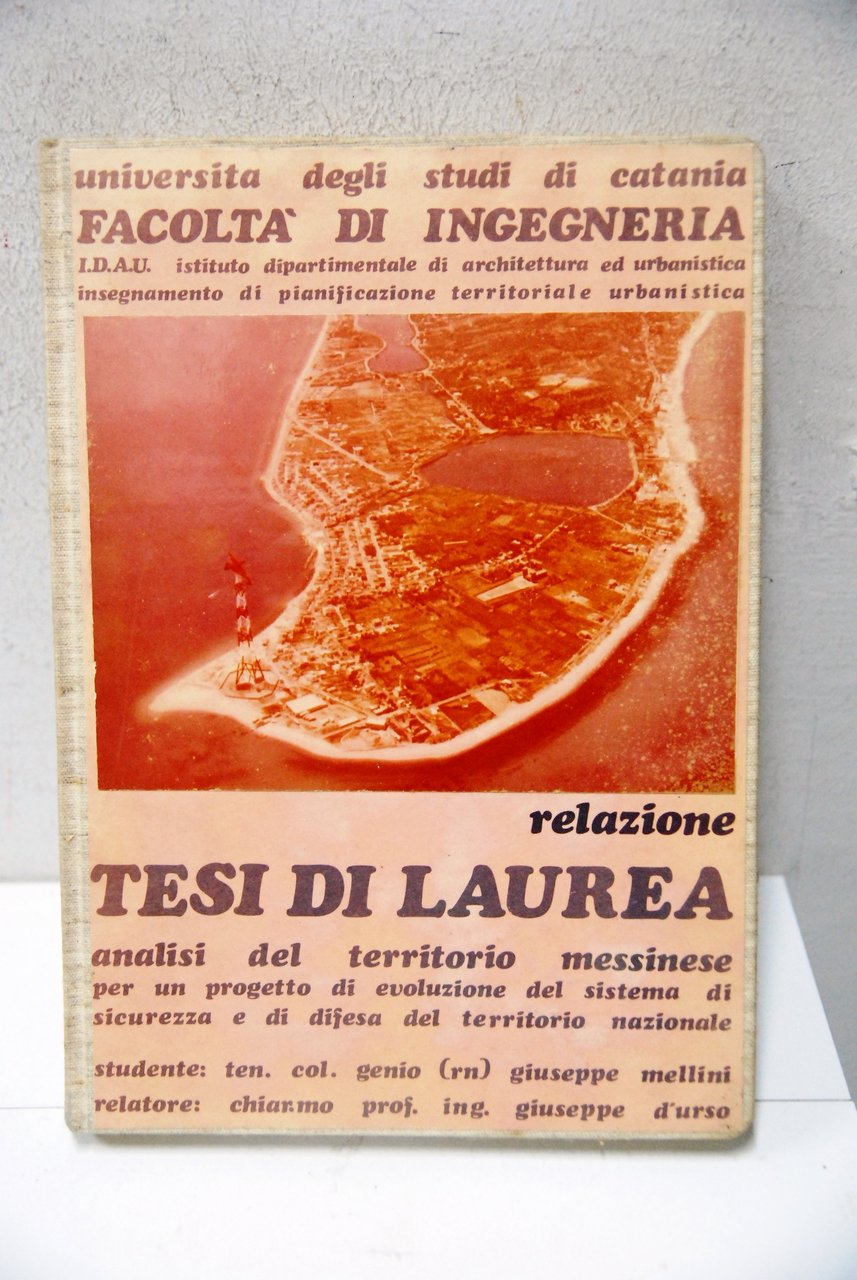 universita degli studi di catania
FACOLTA` DI INGEGNERIA
I.D.A.U. istituto dipartimentale di architettura ed urbanistica
insegnamento di pianificazione territoriale urbanistica
relazione
TESI DI LAUREA
analisi del territorio messinese
per un progetto di evoluzione del sistema di
sicurezza e di difesa del territorio nazionale
studente: ten. col. genio (rn) giuseppe mellini
relatore: chiar.mo prof. ing. giuseppe d'urso